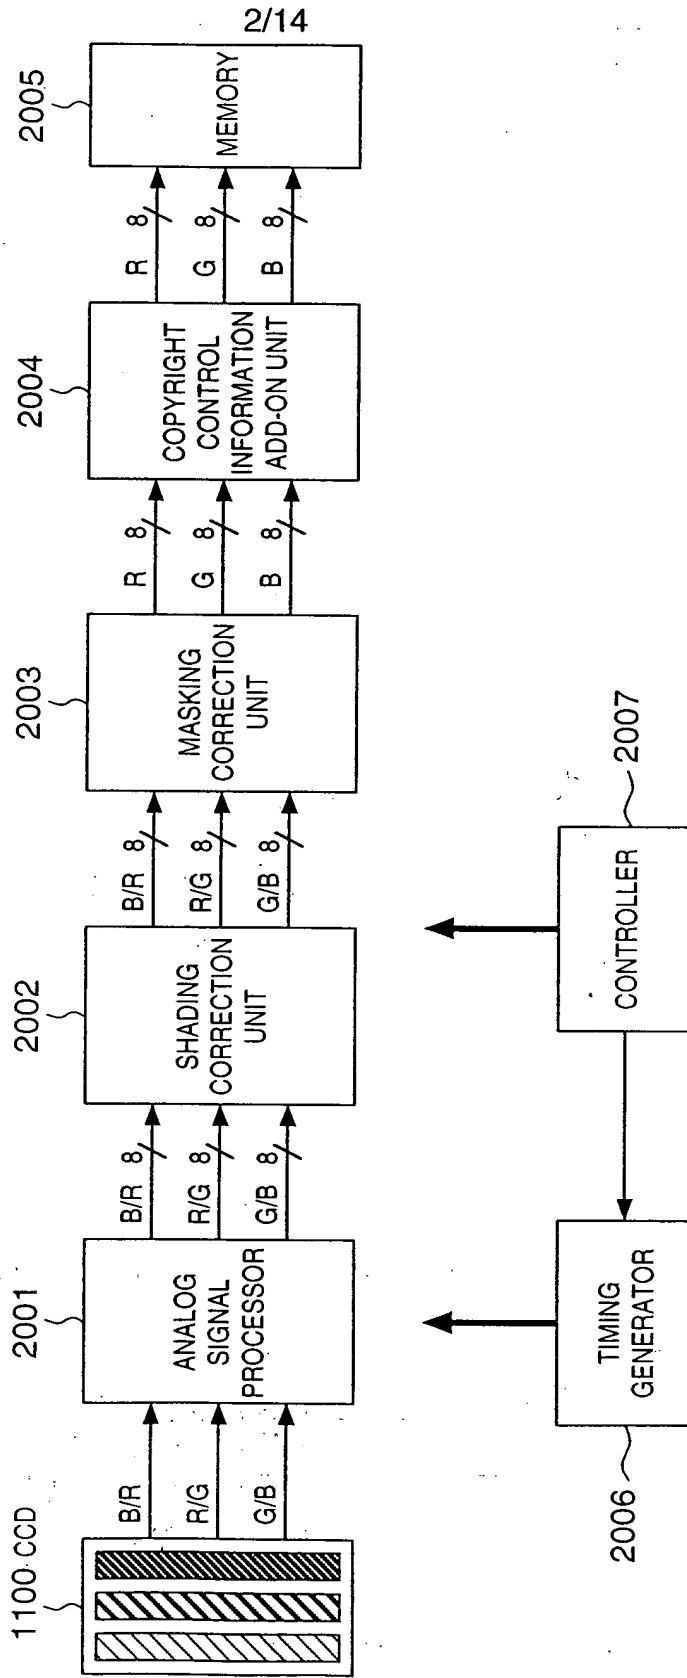 2/14
1100 CCD
B/R
R/G
G/B
2001
ANALOG
SIGNAL
PROCESSOR
B/R 8
R/G 8
G/B 8
2002
SHADING
CORRECTION
UNIT
B/R 8
R/G 8
G/B 8
2003
MASKING
CORRECTION
UNIT
R 8
G 8
B 8
2004
COPYRIGHT
CONTROL
INFORMATION
ADD-ON UNIT
R 8
G 8
B 8
2005
MEMORY
2006
TIMING
GENERATOR
CONTROLLER
2007